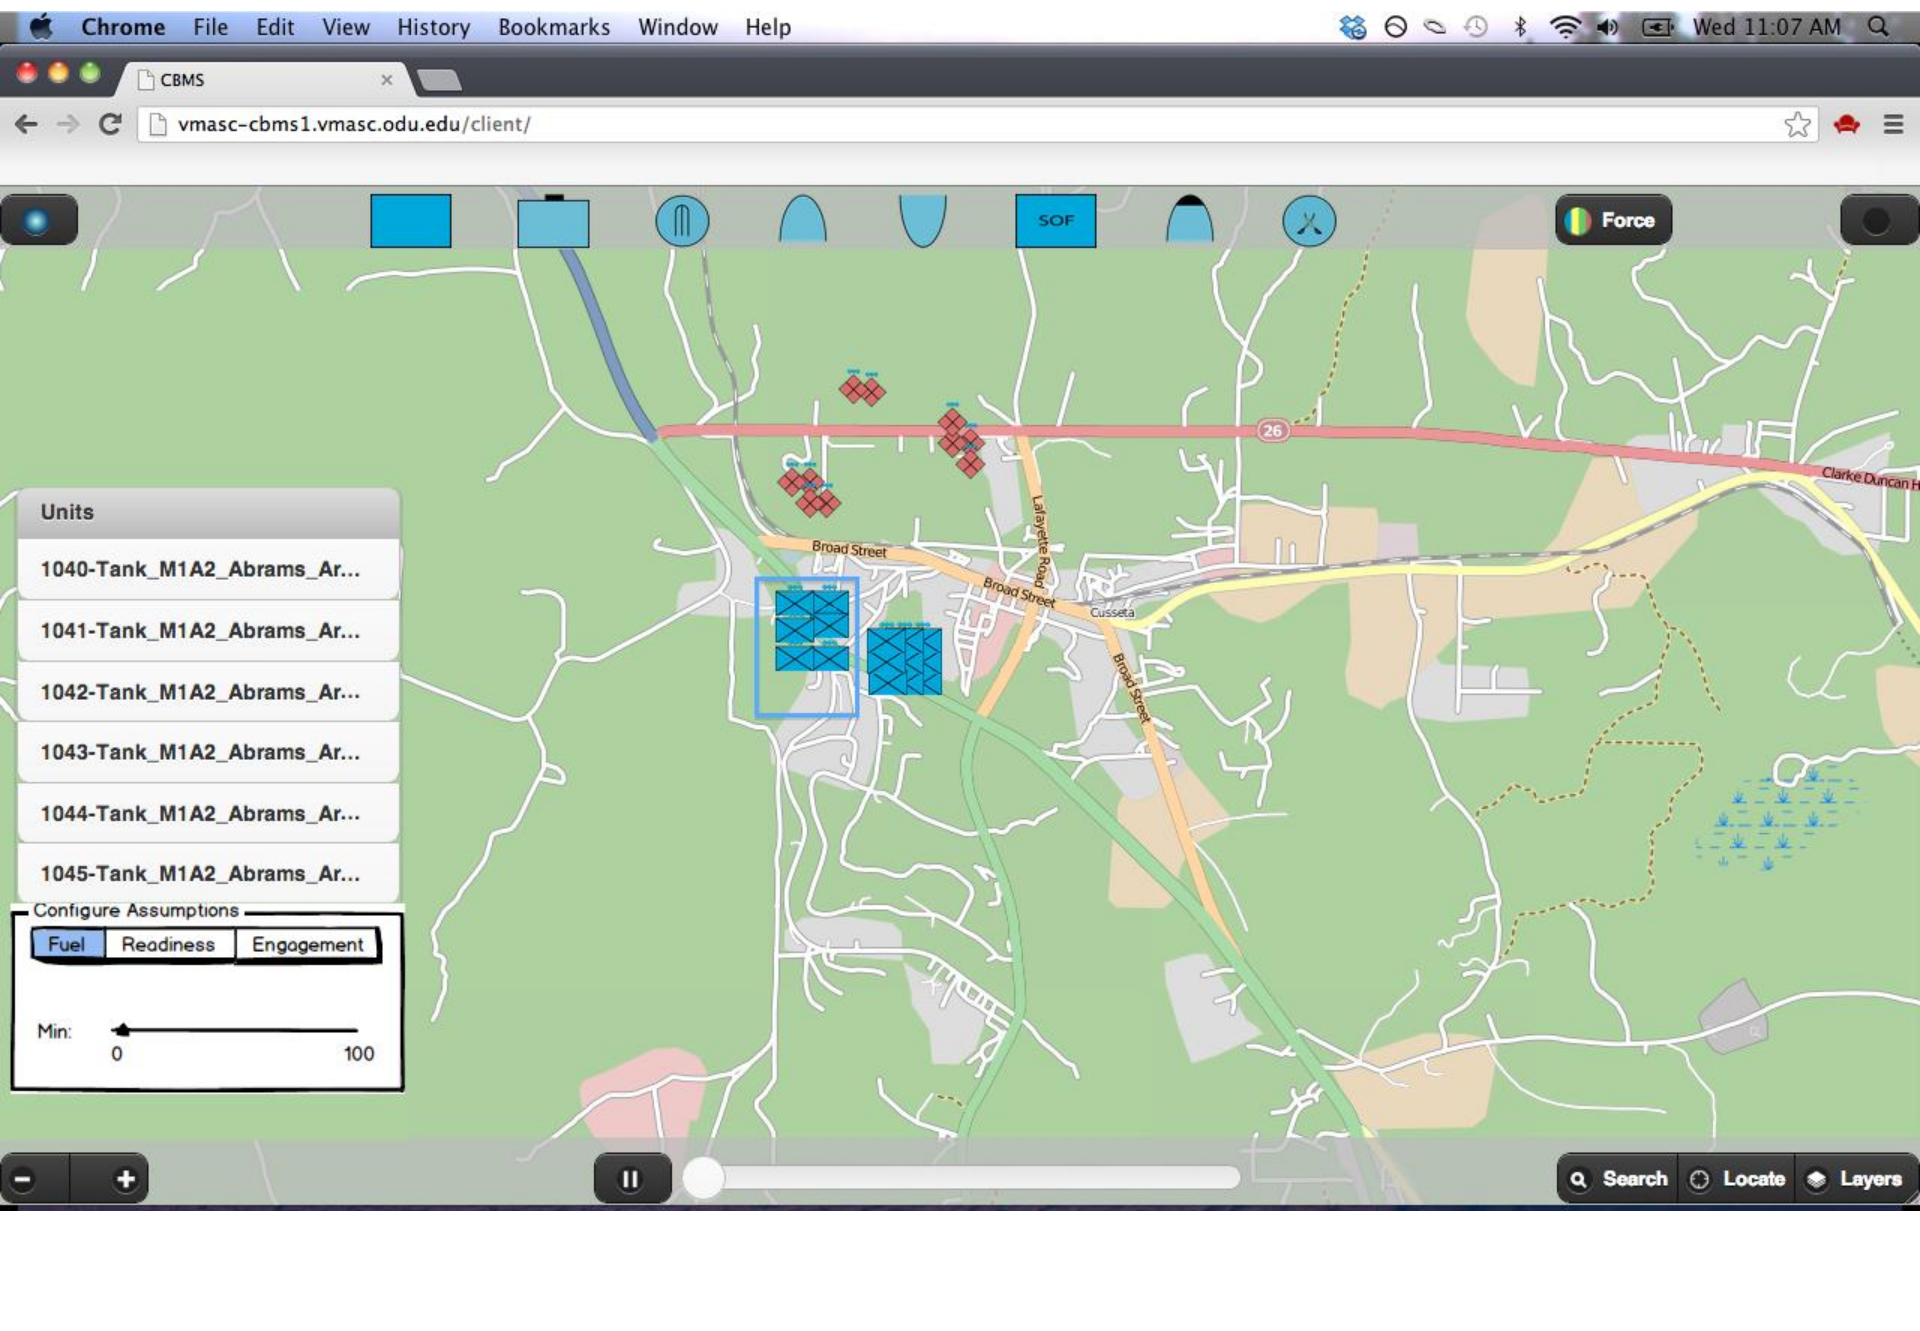 Chrome File Edit View History Bookmarks Window Help Wed 11:07 AM
CBMS
vmasc-cbms1.vmasc.odu.edu/client/
SOF
Force
26
Clarke Duncan H
Lafayette Road
Broad Street
Broad Street
Cusseta
Broad Street
Units
1040-Tank_M1A2_Abrams_Ar...
1041-Tank_M1A2_Abrams_Ar...
1042-Tank_M1A2_Abrams_Ar...
1043-Tank_M1A2_Abrams_Ar...
1044-Tank_M1A2_Abrams_Ar...
1045-Tank_M1A2_Abrams_Ar...
Configure Assumptions
Fuel Readiness Engagement
Min:
0 100
Search Locate Layers